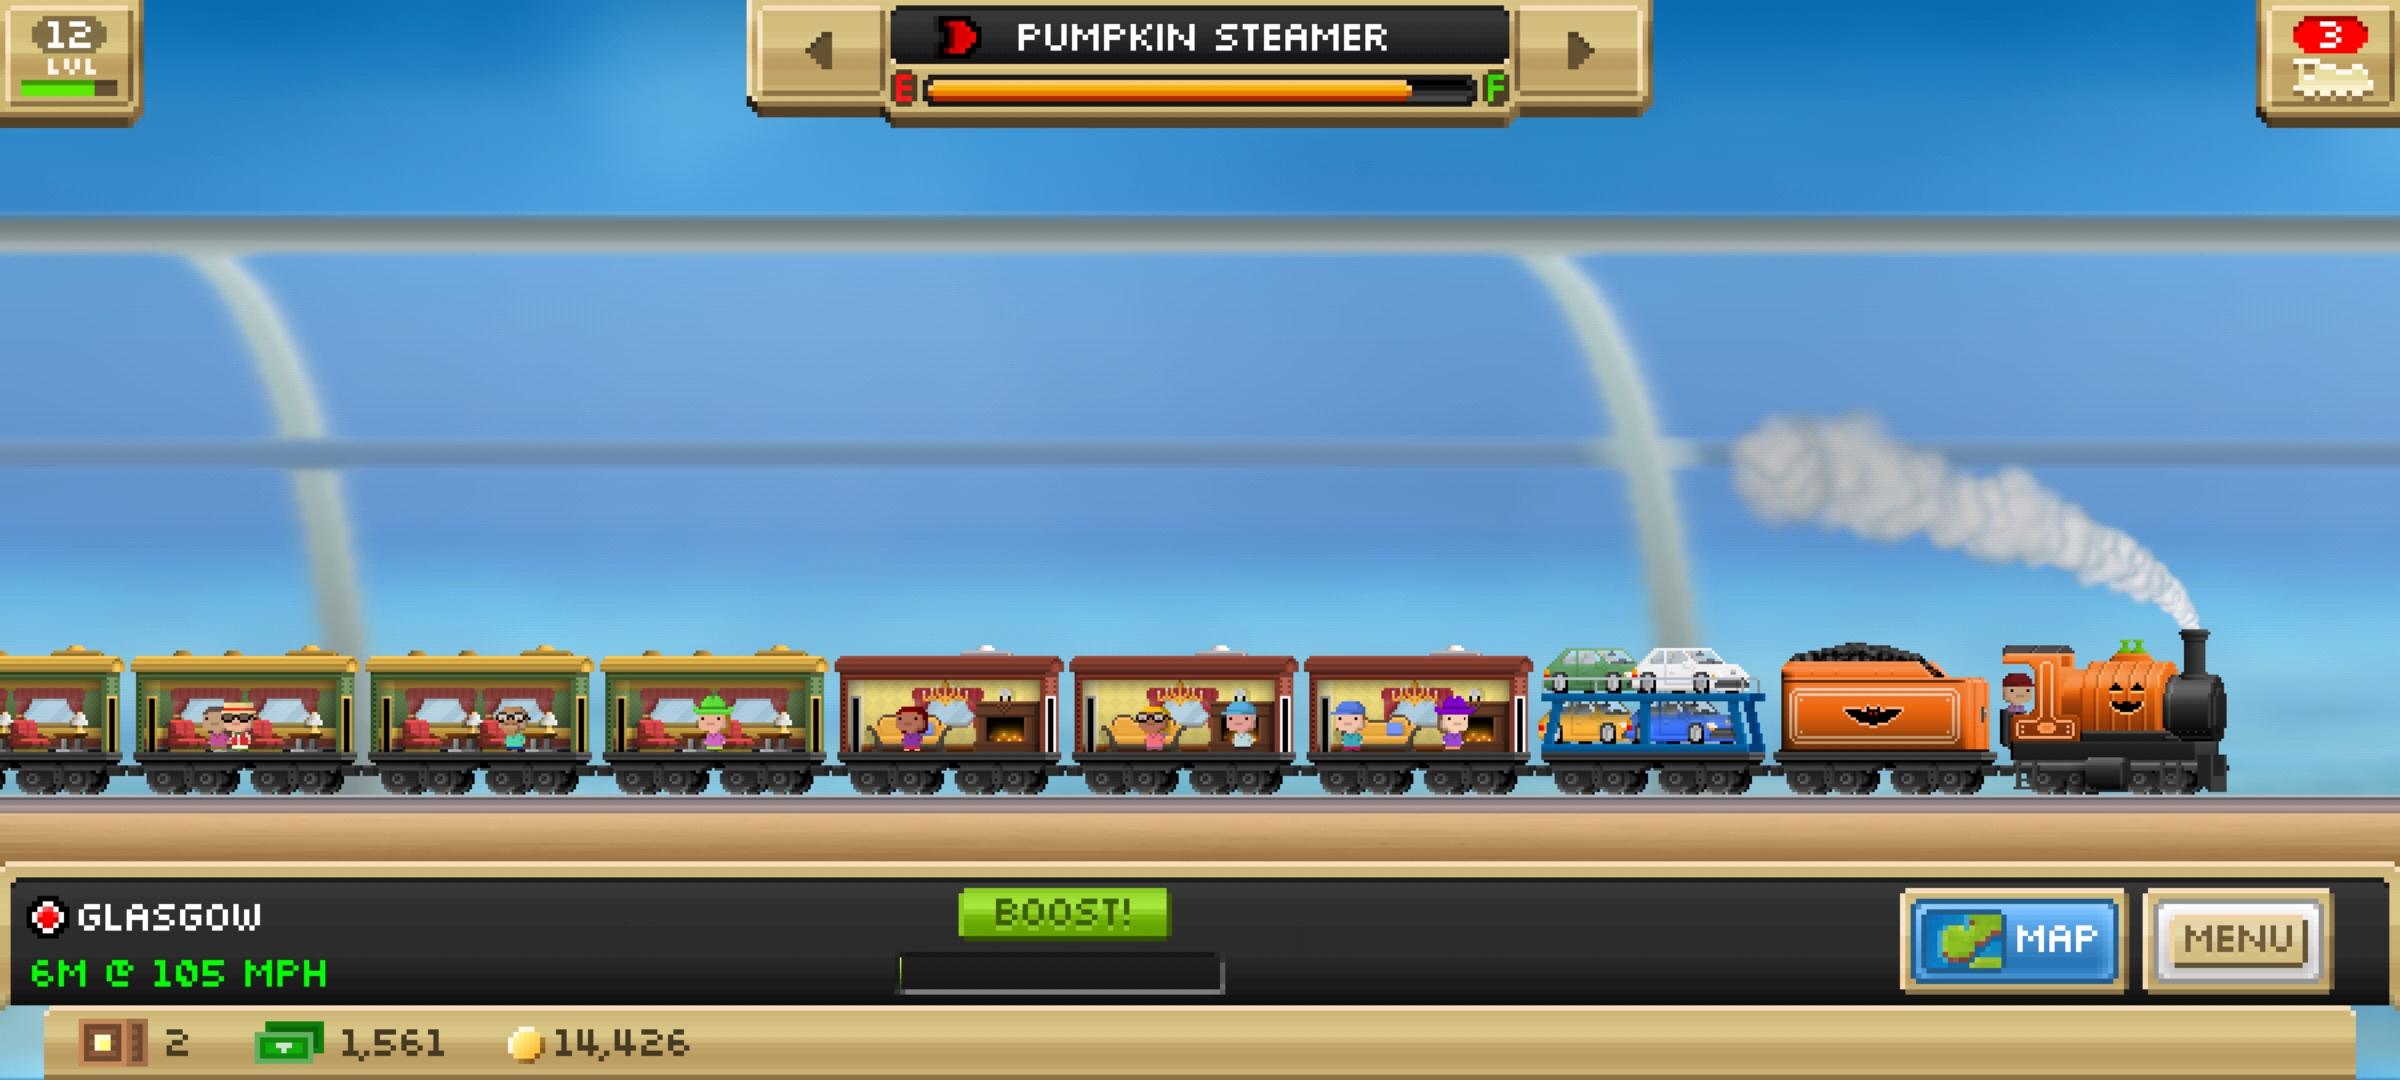 12
LVL
PUMPKIN STEAMER
E F
3
GLASGOW
6M @ 105 MPH
BOOST!
MAP
MENU
2
1,561
14,426